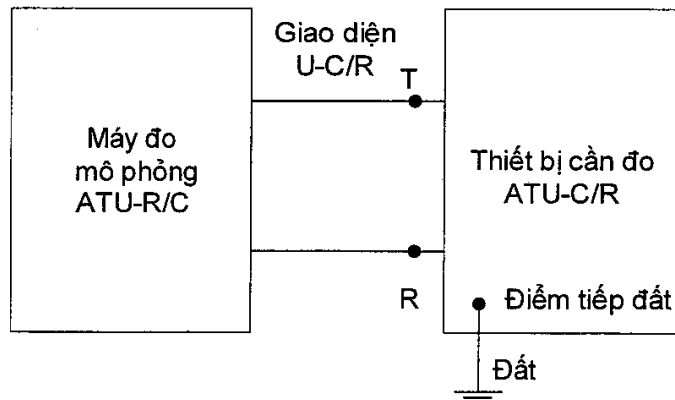 Giao diện
U-C/R
T
Máy đo
mô phỏng
ATU-R/C
Thiết bị cần đo
ATU-C/R
R
Điểm tiếp đất
Đất